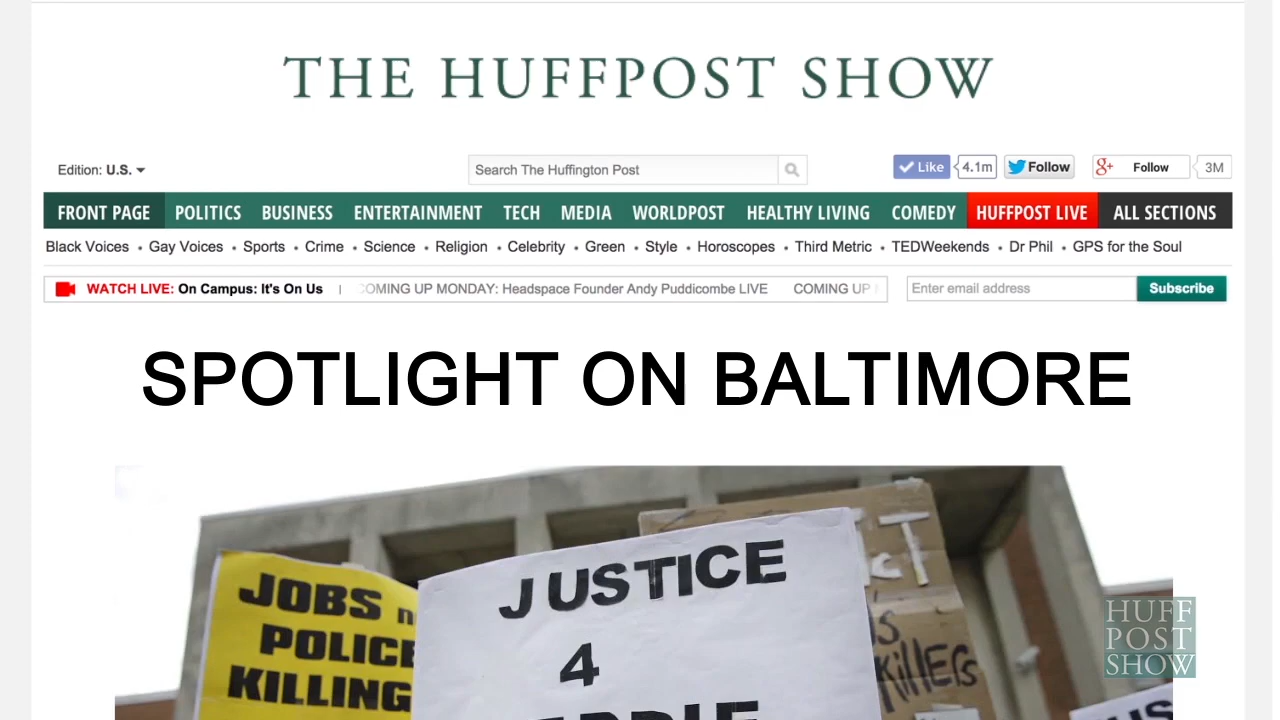 THE HUFFPOST SHOW
Edition: U.S.
Search The Huffington Post
Like 4.1m
Follow
g+ Follow 3M
FRONT PAGE POLITICS BUSINESS ENTERTAINMENT TECH MEDIA WORLDPOST HEALTHY LIVING COMEDY HUFFPOST LIVE ALL SECTIONS
Black Voices • Gay Voices • Sports • Crime • Science • Religion • Celebrity • Green • Style • Horoscopes • Third Metric • TEDWeekends • Dr Phil • GPS for the Soul
WATCH LIVE: On Campus: It's On Us | COMING UP MONDAY: Headspace Founder Andy Puddicombe LIVE COMING UP
Enter email address Subscribe
SPOTLIGHT ON BALTIMORE
JOBS
POLICE
KILLING
JUSTICE
4
KiLLERS
HUFF
POST
SHOW